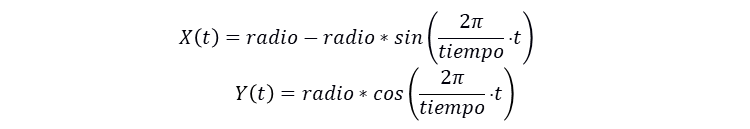 X(t) = radio − radio ∗ sin(2π/tiempo ·t)
Y(t) = radio ∗ cos(2π/tiempo ·t)